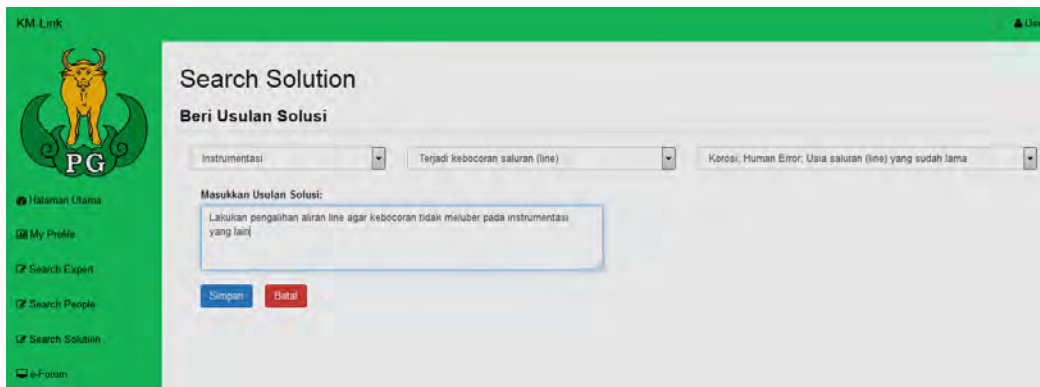 KM-Link
Use
PG
Search Solution
Beri Usulan Solusi
Instrumentasi
Terjadi kebocoran saluran (line)
Korosi; Human Error; Usia saluran (line) yang sudah lama
Masukkan Usulan Solusi:
Lakukan pengalihan aliran line agar kebocoran tidak meluber pada instrumentasi
yang lain
Simpan
Batal
Halaman Utama
My Profile
Search Expert
Search People
Search Solution
e-Forum